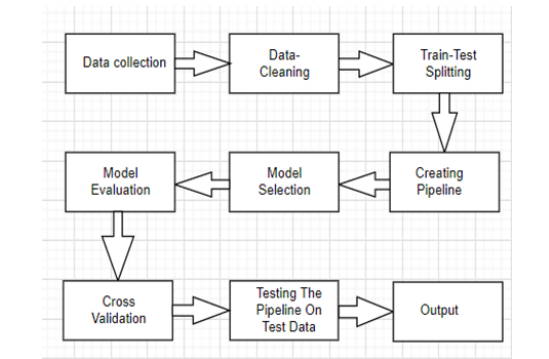 Data collection
Data-
Cleaning
Train-Test
Splitting
Model
Evaluation
Model
Selection
Creating
Pipeline
Cross
Validation
Testing The
Pipeline On
Test Data
Output